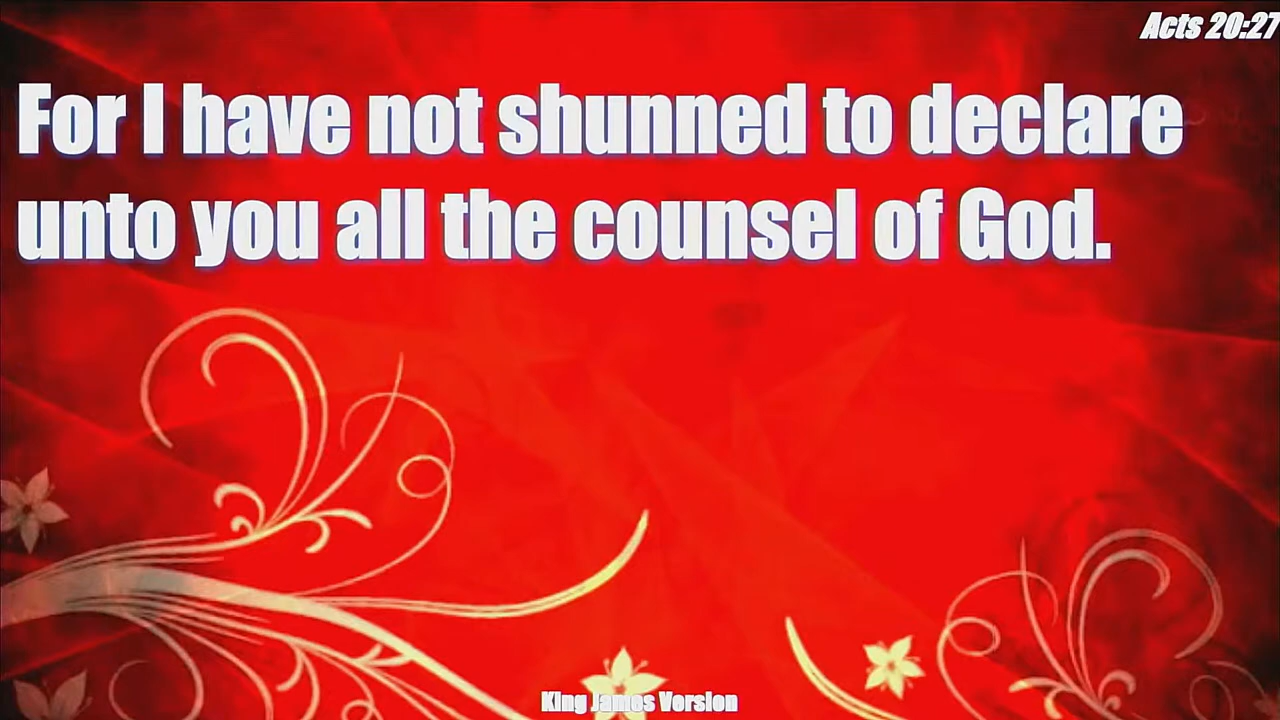 Acts 20:27
For I have not shunned to declare
unto you all the counsel of God.
King James Version